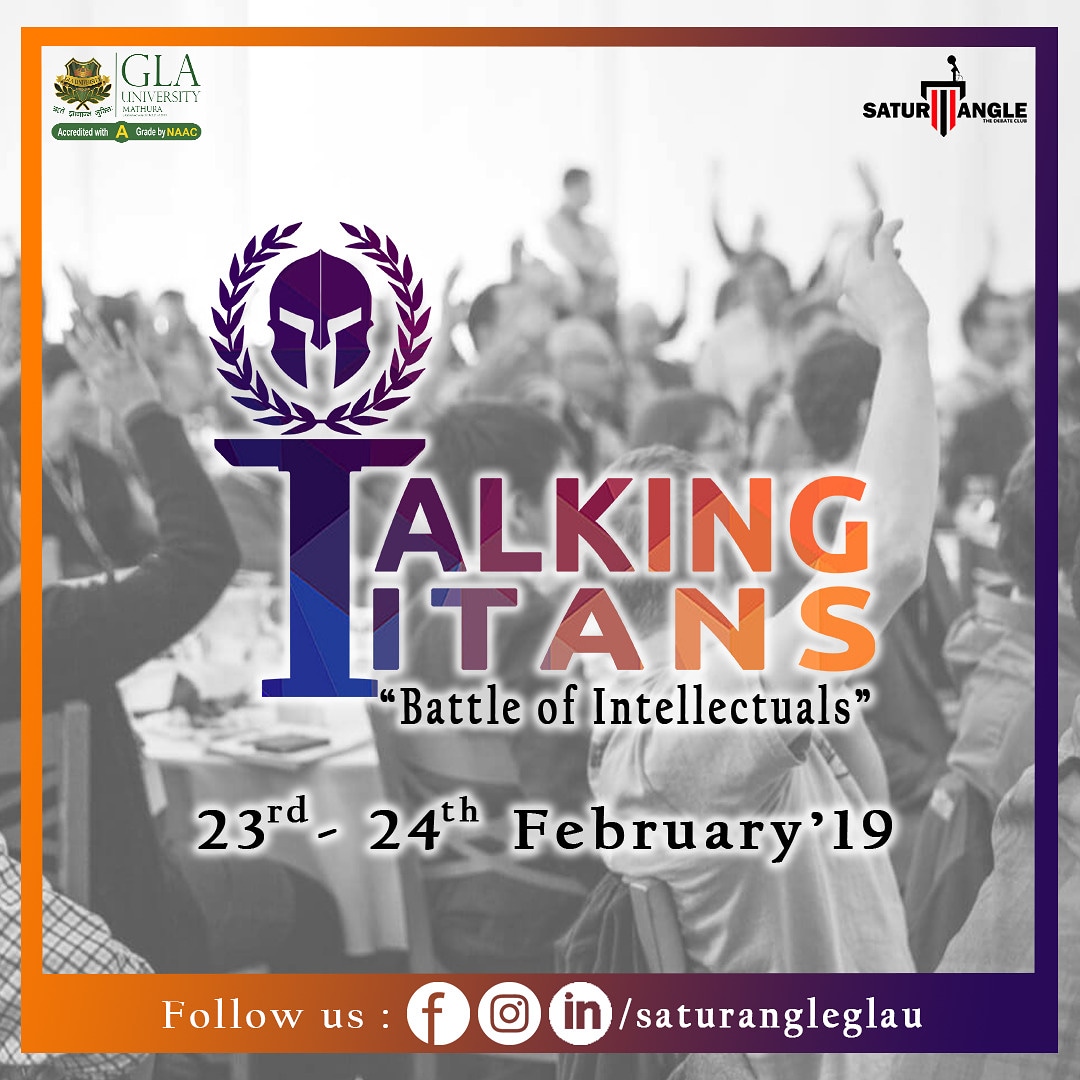 GLA
UNIVERSITY
MATHURA
Accredited with A Grade by NAAC
SATURANGLE
THE DEBATE CLUB
TALKING
TITANS
“Battle of Intellectuals”
23rd - 24th February’19
Follow us : f in /saturangleglau